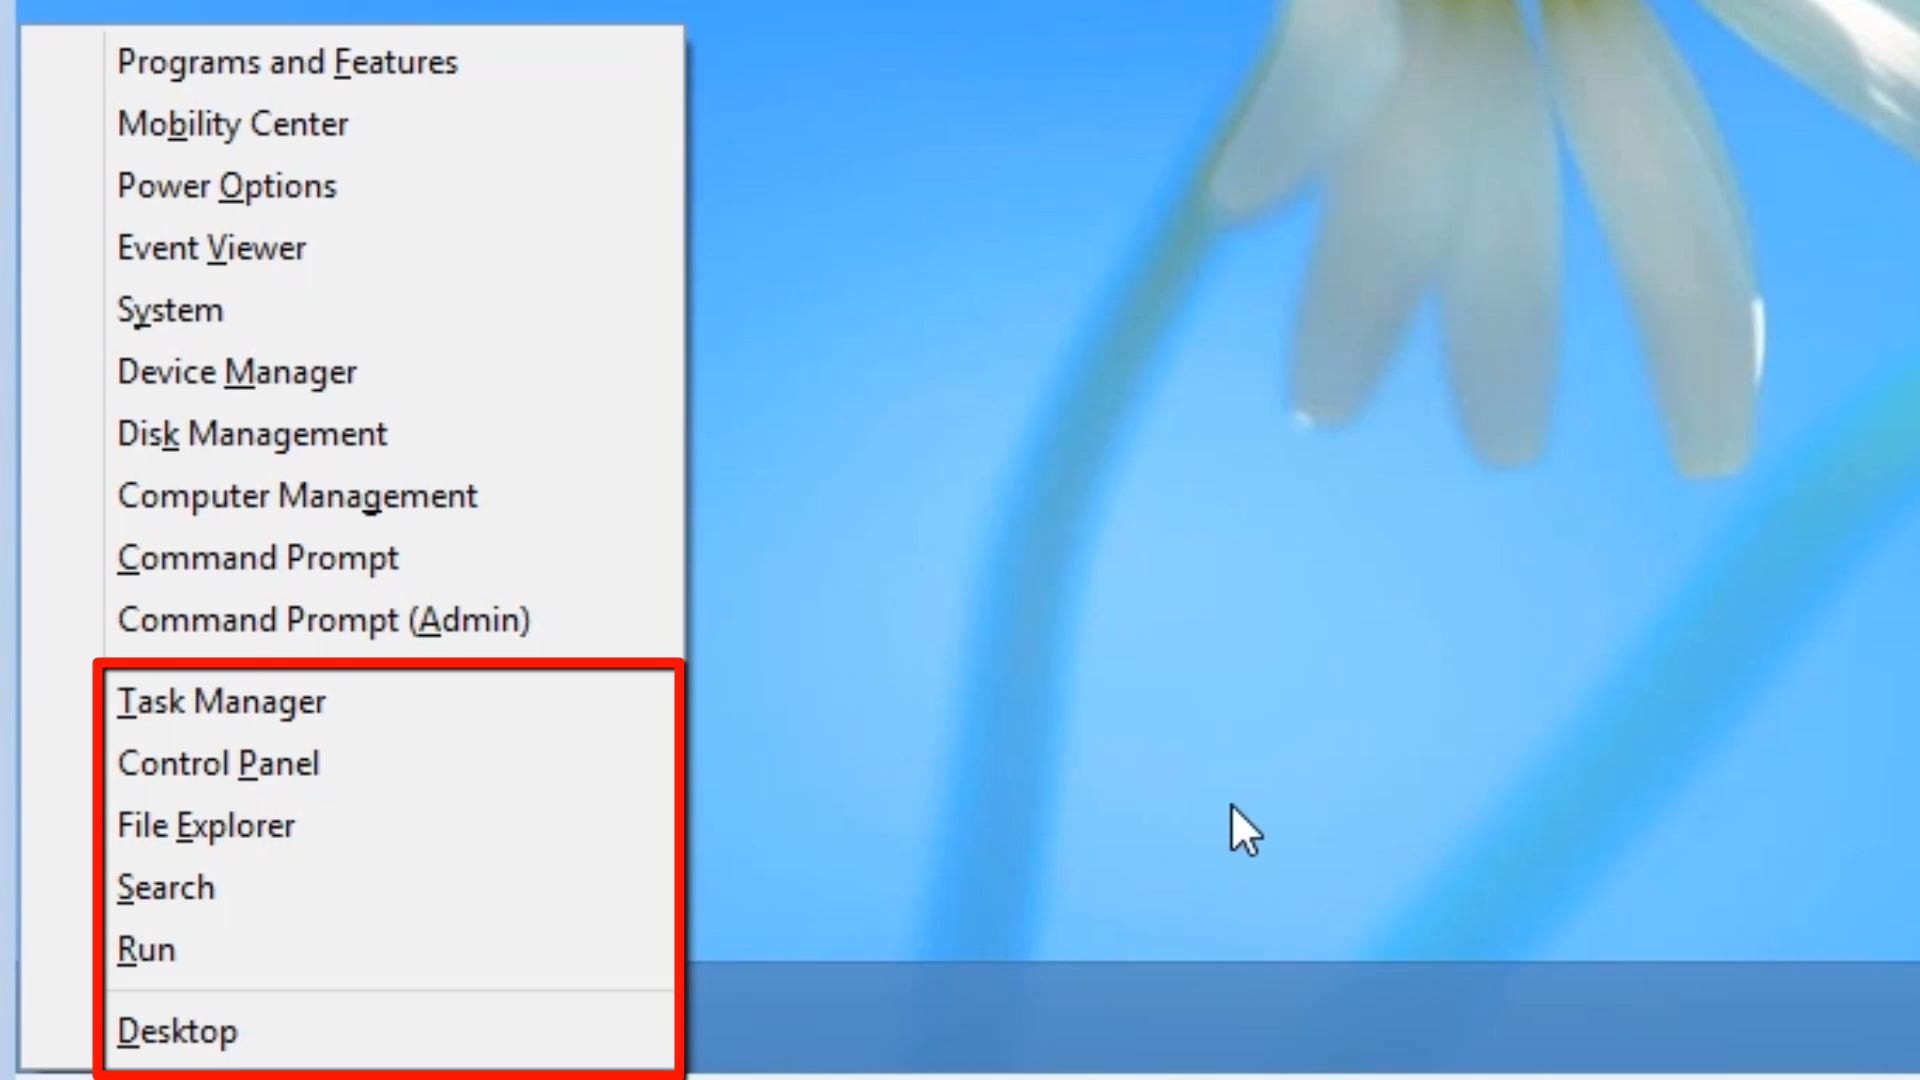 Programs and Features
Mobility Center
Power Options
Event Viewer
System
Device Manager
Disk Management
Computer Management
Command Prompt
Command Prompt (Admin)
Task Manager
Control Panel
File Explorer
Search
Run
Desktop